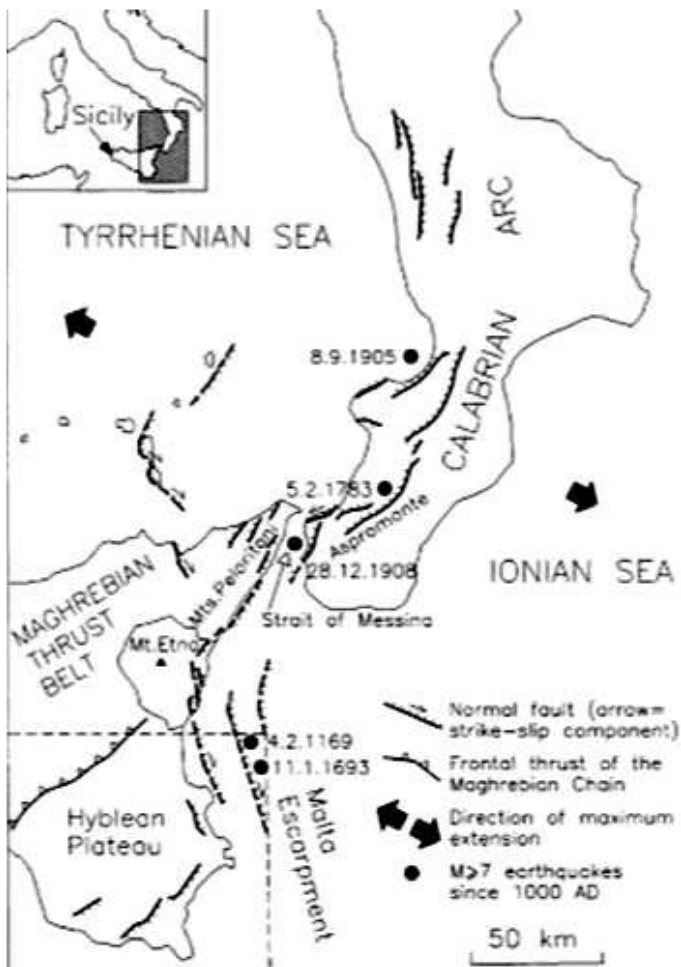 Sicily
TYRRHENIAN SEA
ARC
CALABRIAN
8.9.1905
5.2.1783
Aspromonte
28.12.1908
IONIAN SEA
Mts.Peloritani
Strait of Messina
MAGHREBIAN
THRUST
BELT
Mt.Etna
4.2.1169
11.1.1693
Hyblean
Plateau
Malta
Escarpment
Normal fault (arrow=
strike-slip component)
Frontal thrust of the
Maghrebian Chain
Direction of maximum
extension
M>7 earthquakes
since 1000 AD
50 km